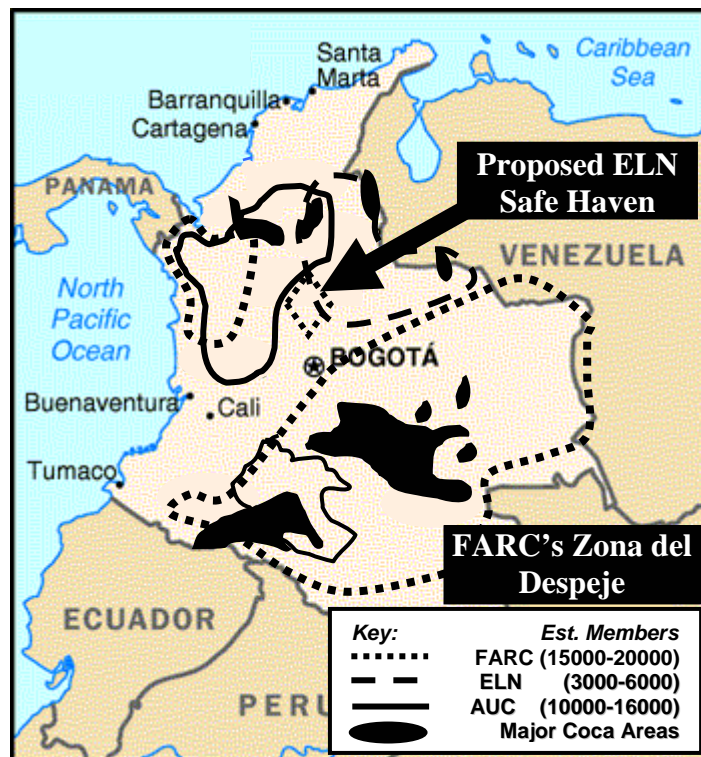 Santa
Marta
Caribbean
Sea
Barranquilla
Cartagena
Proposed ELN
Safe Haven
PANAMA
VENEZUELA
North
Pacific
Ocean
BOGOTÁ
Buenaventura
Cali
Tumaco
FARC's Zona del
Despeje
ECUADOR
PERU
Key: Est. Members
FARC (15000-20000)
ELN (3000-6000)
AUC (10000-16000)
Major Coca Areas